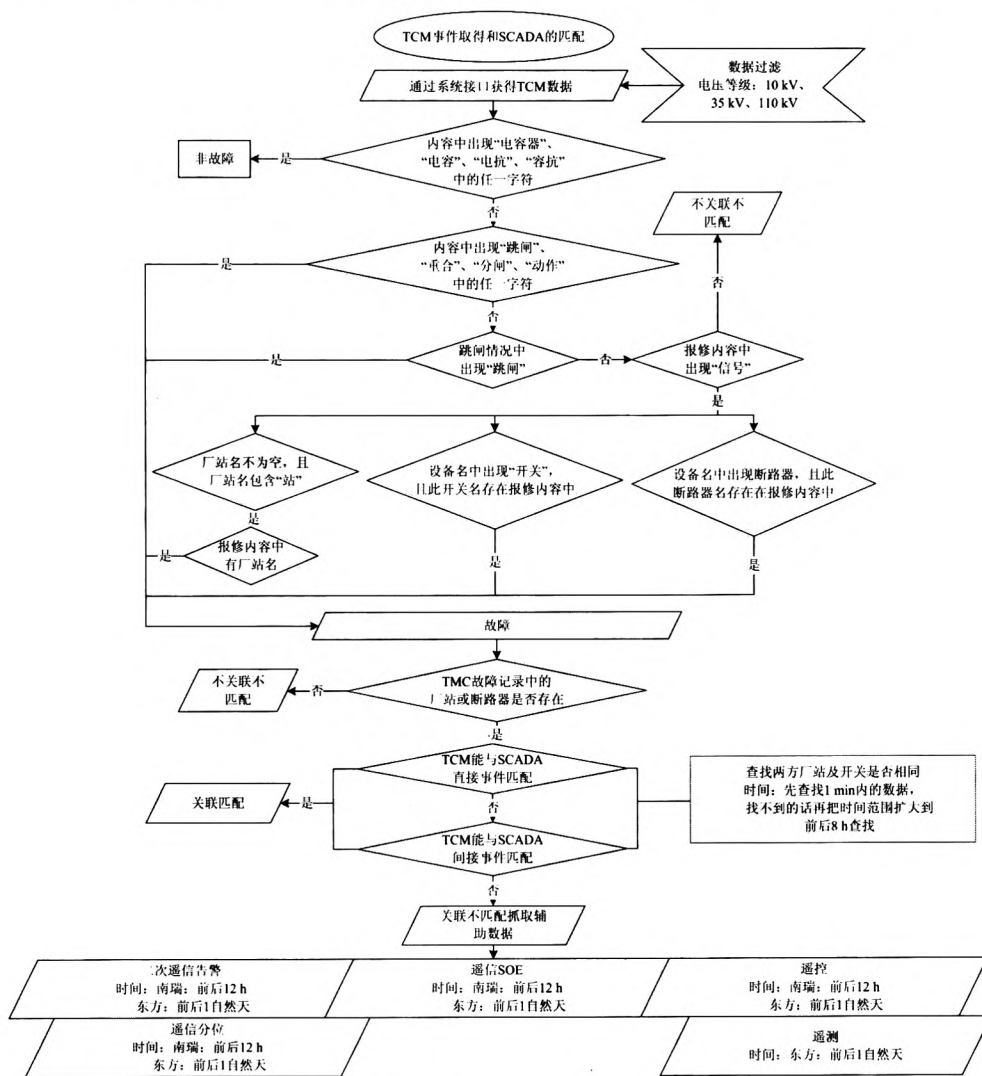 TCM事件取得和SCADA的匹配
数据过滤
电压等级：10 kV、
35 kV、110 kV
通过系统接口获得TCM数据
内容中出现“电容器”、
“电容”、“电抗”、“容抗”
中的任一字符
是
非故障
否
不关联不
匹配
内容中出现“跳闸”、
“重合”、“分闸”、“动作”
中的任一字符
是
否
否
跳闸情况中
出现“跳闸”
是
否
报修内容中
出现“信号”
是
厂站名不为空，且
厂站名包含“站”
设备名中出现“开关”，
且此开关名存在报修内容中
设备名中出现断路器，且此
断路器名存在在报修内容中
是
报修内容中
有厂站名
是
是
是
故障
TMC故障记录中的
厂站或断路器是否存在
否
不关联不
匹配
是
TCM能与SCADA
直接事件匹配
查找两方厂站及开关是否相同
时间：先查找1 min内的数据，
找不到的话再把时间范围扩大到
前后8 h查找
关联匹配
是
否
TCM能与SCADA
间接事件匹配
否
关联不匹配抓取辅
助数据
二次遥信告警
时间：南瑞：前后12 h
东方：前后1自然天
遥信SOE
时间：南瑞：前后12 h
东方：前后1自然天
遥控
时间：南瑞：前后12 h
东方：前后1自然天
遥信分位
时间：南瑞：前后12 h
东方：前后1自然天
遥测
时间：东方：前后1自然天